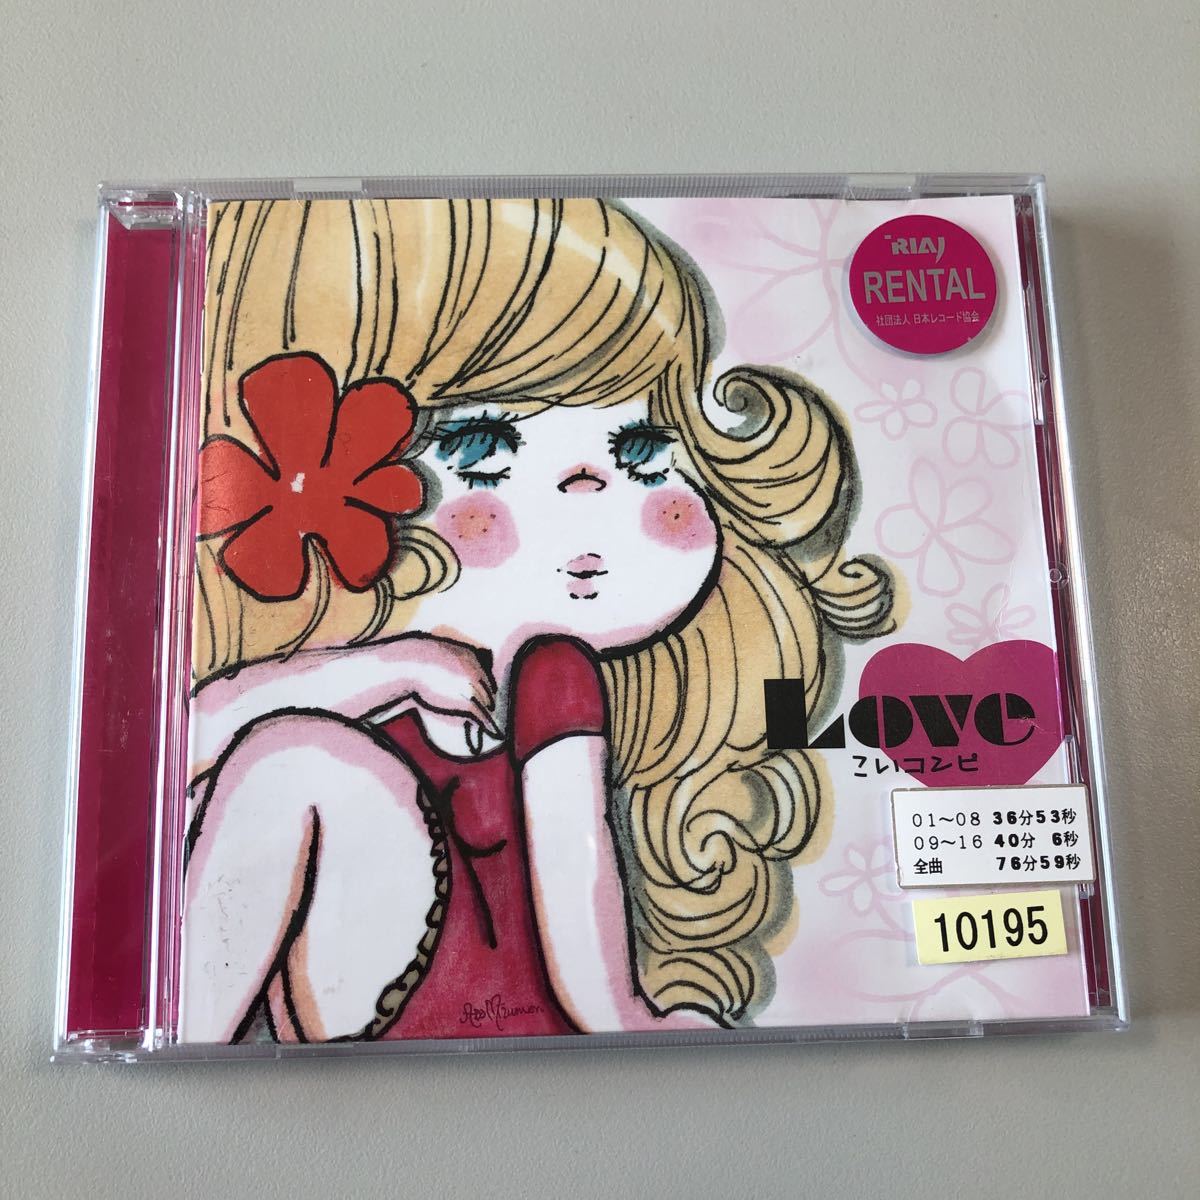 RIAJ
RENTAL
社団法人 日本レコード協会
Love
こいコンピ
01～08 36分53秒
09～16 40分 6秒
全曲 76分59秒
10195